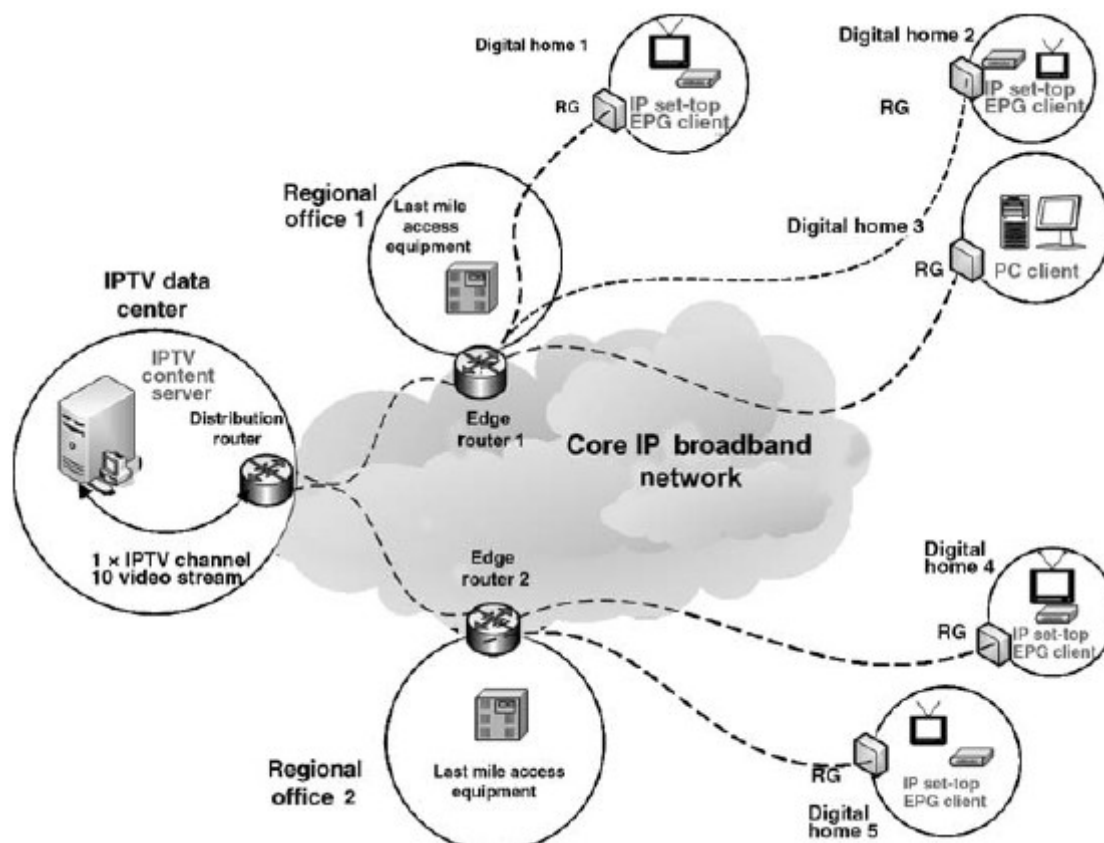 Digital home 1
RG
IP set-top
EPG client
Digital home 2
RG
IP set-top
EPG client
Regional
office 1
Last mile
access
equipment
Digital home 3
RG
PC client
IPTV data
center
IPTV
content
server
Distribution
router
1 × IPTV channel
10 video stream
Edge
router 1
Core IP broadband
network
Edge
router 2
Digital
home 4
RG
IP set-top
EPG client
Regional
office 2
Last mile access
equipment
RG
IP set-top
EPG client
Digital
home 5